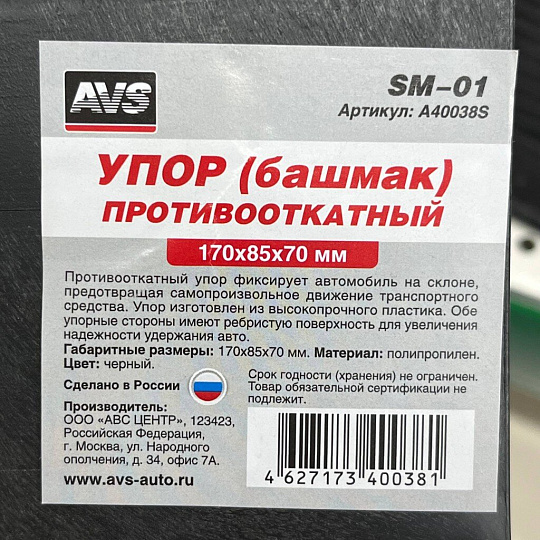 AVS
SM-01
Артикул: A40038S
УПОР (башмак)
ПРОТИВООТКАТНЫЙ
170x85x70 мм
Противооткатный упор фиксирует автомобиль на склоне,
предотвращая самопроизвольное движение транспортного
средства. Упор изготовлен из высокопрочного пластика. Обе
упорные стороны имеют ребристую поверхность для увеличения
надежности удержания авто.
Габаритные размеры: 170x85x70 мм. Материал: полипропилен.
Цвет: черный.
Сделано в России
Срок годности (хранения) не ограничен.
Товар обязательной сертификации не
подлежит.
Производитель:
ООО «АВС ЦЕНТР», 123423,
Российская Федерация,
г. Москва, ул. Народного
ополчения, д. 34, офис 7А.
www.avs-auto.ru
4 627173 400381